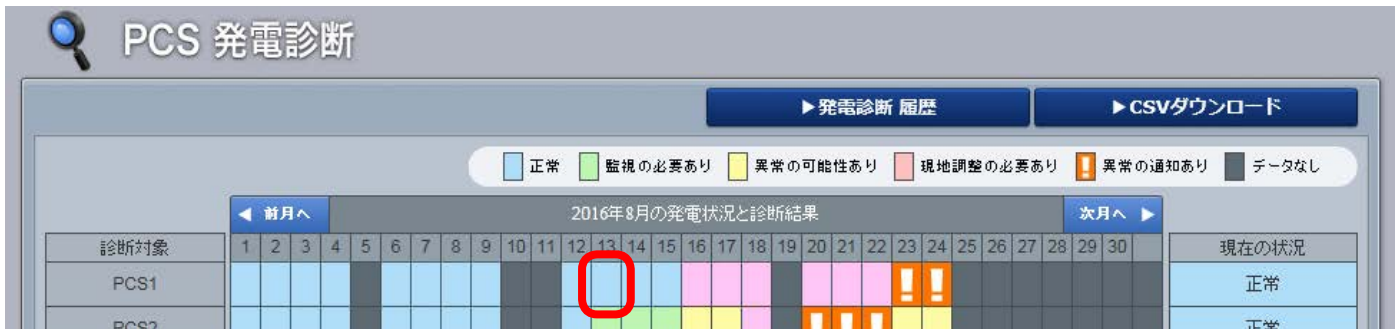 PCS 発電診断
▶発電診断 履歴
▶CSVダウンロード
正常 監視の必要あり 異常の可能性あり 現地調整の必要あり 異常の通知あり データなし
◀ 前月へ
2016年8月の発電状況と診断結果
次月へ ▶
診断対象 1 2 3 4 5 6 7 8 9 10 11 12 13 14 15 16 17 18 19 20 21 22 23 24 25 26 27 28 29 30 現在の状況
PCS1 正常
PCS2 正常